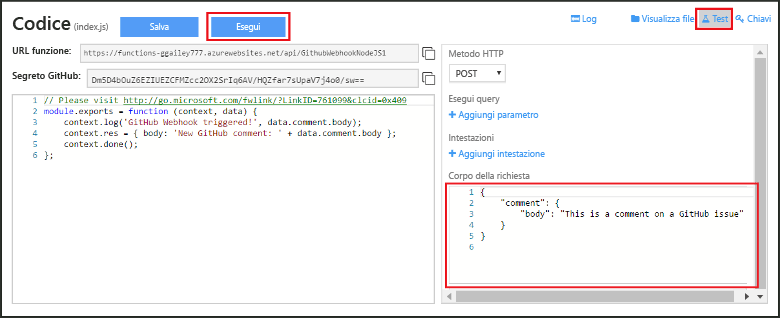 Codice (index.js) Salva Esegui Log Visualizza file Test Chiavi
URL funzione: https://functions-ggailey777.azurewebsites.net/api/GithubWebhookNodeJS1
Segreto GitHub: Dm5D4bOuZ6EZIUEZCFMZcc2OX2SrIq6AV/HQZfar7sUpaV7j4o0/sw==
1 // Please visit http://go.microsoft.com/fwlink/?LinkID=761099&clcid=0x409
2 module.exports = function (context, data) {
3 context.log('GitHub Webhook triggered!', data.comment.body);
4 context.res = { body: 'New GitHub comment: ' + data.comment.body };
5 context.done();
6 };
Metodo HTTP
POST
Esegui query
+ Aggiungi parametro
Intestazioni
+ Aggiungi intestazione
Corpo della richiesta
1 {
2 "comment": {
3 "body": "This is a comment on a GitHub issue"
4 }
5 }
6